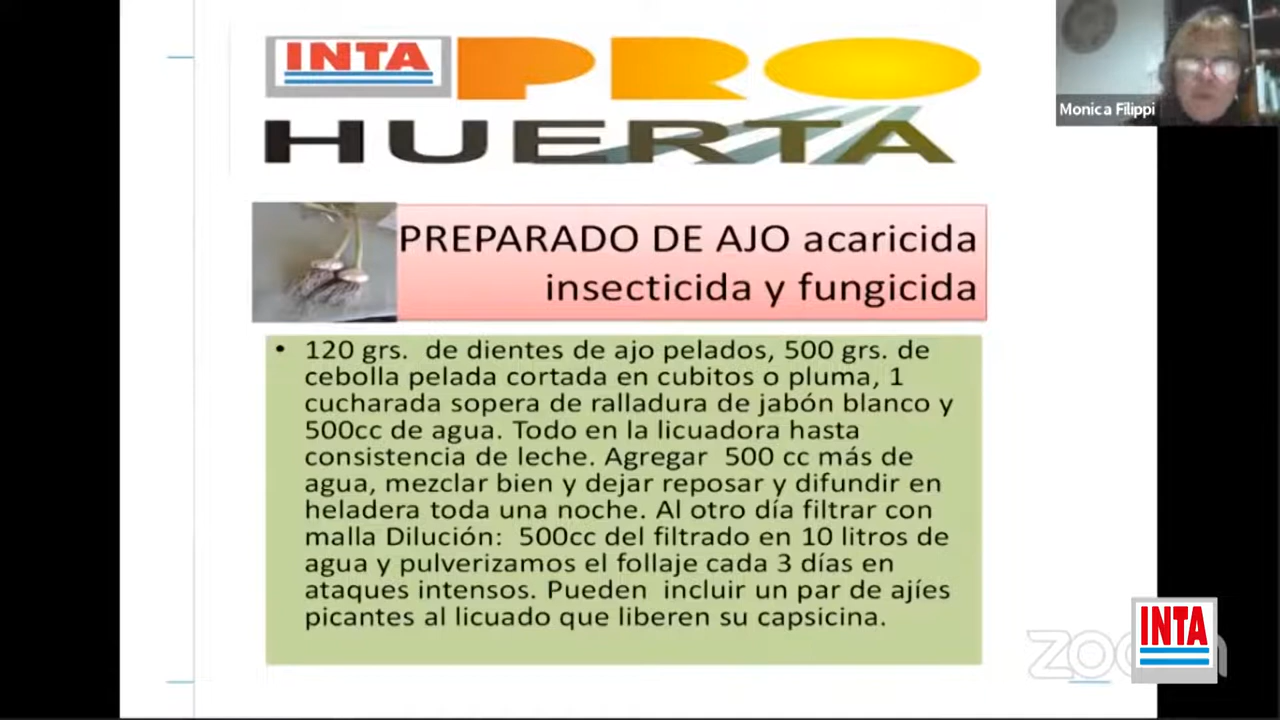 INTA PRO
HUERTA
Monica Filippi
PREPARADO DE AJO acaricida
insecticida y fungicida
• 120 grs. de dientes de ajo pelados, 500 grs. de
cebolla pelada cortada en cubitos o pluma, 1
cucharada sopera de ralladura de jabón blanco y
500cc de agua. Todo en la licuadora hasta
consistencia de leche. Agregar 500 cc más de
agua, mezclar bien y dejar reposar y difundir en
heladera toda una noche. Al otro día filtrar con
malla Dilución: 500cc del filtrado en 10 litros de
agua y pulverizamos el follaje cada 3 días en
ataques intensos. Pueden incluir un par de ajíes
picantes al licuado que liberen su capsicina.
zoom
INTA